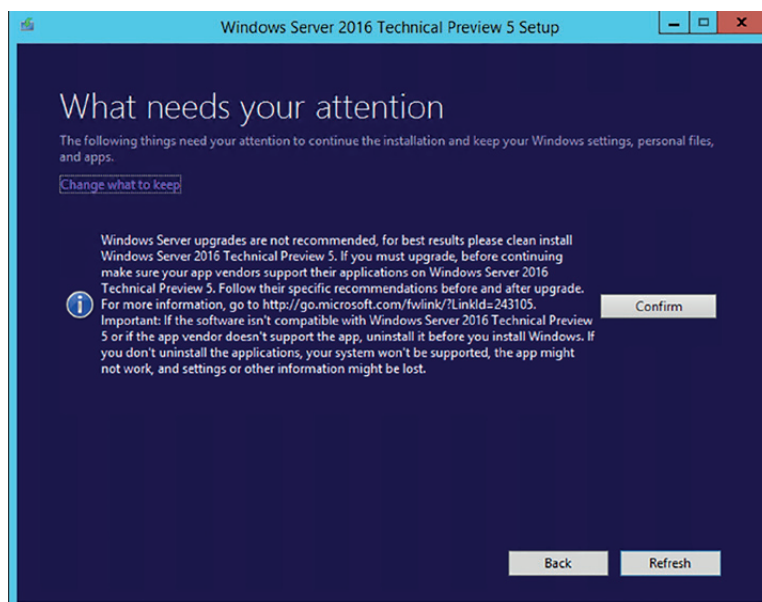 Windows Server 2016 Technical Preview 5 Setup
What needs your attention
The following things need your attention to continue the installation and keep your Windows settings, personal files,
and apps.
Change what to keep
Windows Server upgrades are not recommended, for best results please clean install
Windows Server 2016 Technical Preview 5. If you must upgrade, before continuing
make sure your app vendors support their applications on Windows Server 2016
Technical Preview 5. Follow their specific recommendations before and after upgrade.
For more information, go to http://go.microsoft.com/fwlink/?LinkId=243105.
Important: If the software isn't compatible with Windows Server 2016 Technical Preview
5 or if the app vendor doesn't support the app, uninstall it before you install Windows. If
you don't uninstall the applications, your system won't be supported, the app might
not work, and settings or other information might be lost.
Confirm
Back
Refresh